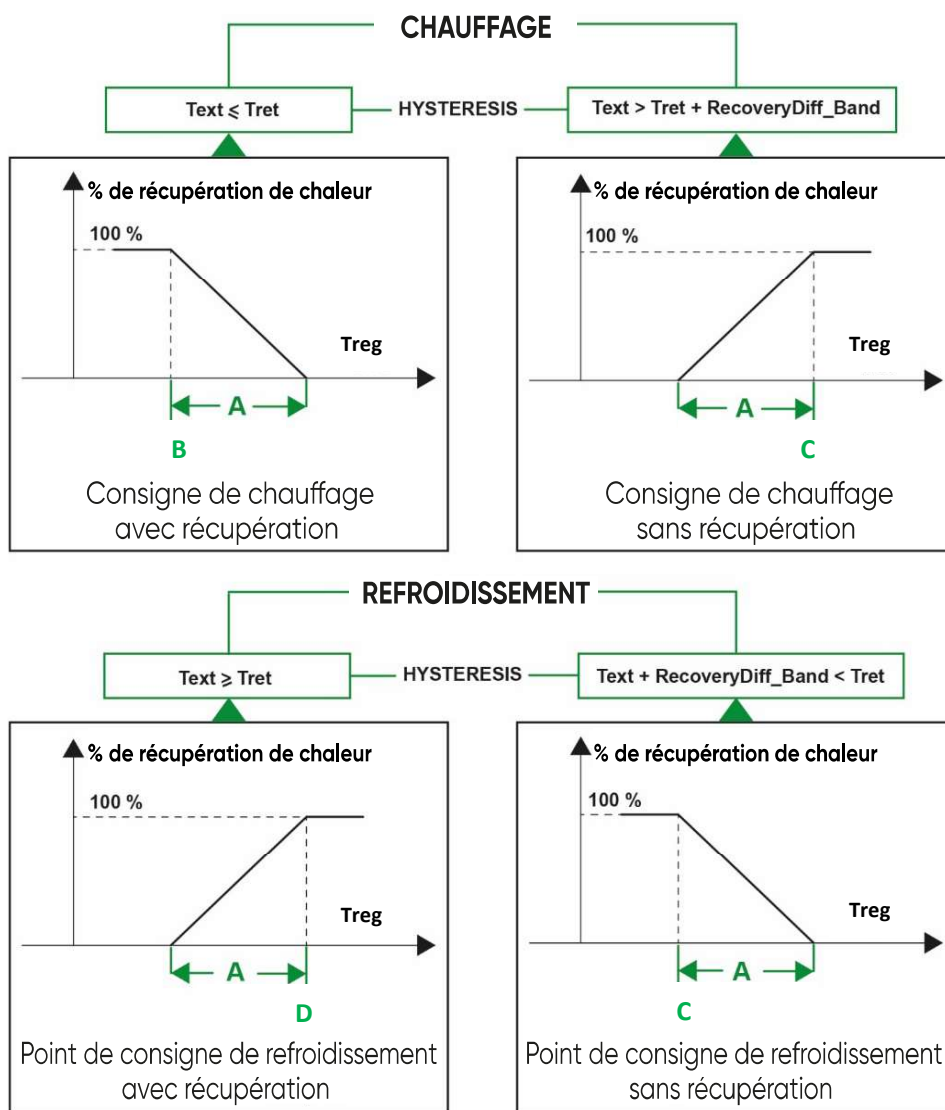 CHAUFFAGE
Text ⩽ Tret
HYSTERESIS
Text > Tret + RecoveryDiff_Band
% de récupération de chaleur
100 %
Treg
A
B
Consigne de chauffage
avec récupération
% de récupération de chaleur
100 %
Treg
A
C
Consigne de chauffage
sans récupération
REFROIDISSEMENT
Text ⩾ Tret
HYSTERESIS
Text + RecoveryDiff_Band < Tret
% de récupération de chaleur
100 %
Treg
A
D
Point de consigne de refroidissement
avec récupération
% de récupération de chaleur
100 %
Treg
A
C
Point de consigne de refroidissement
sans récupération